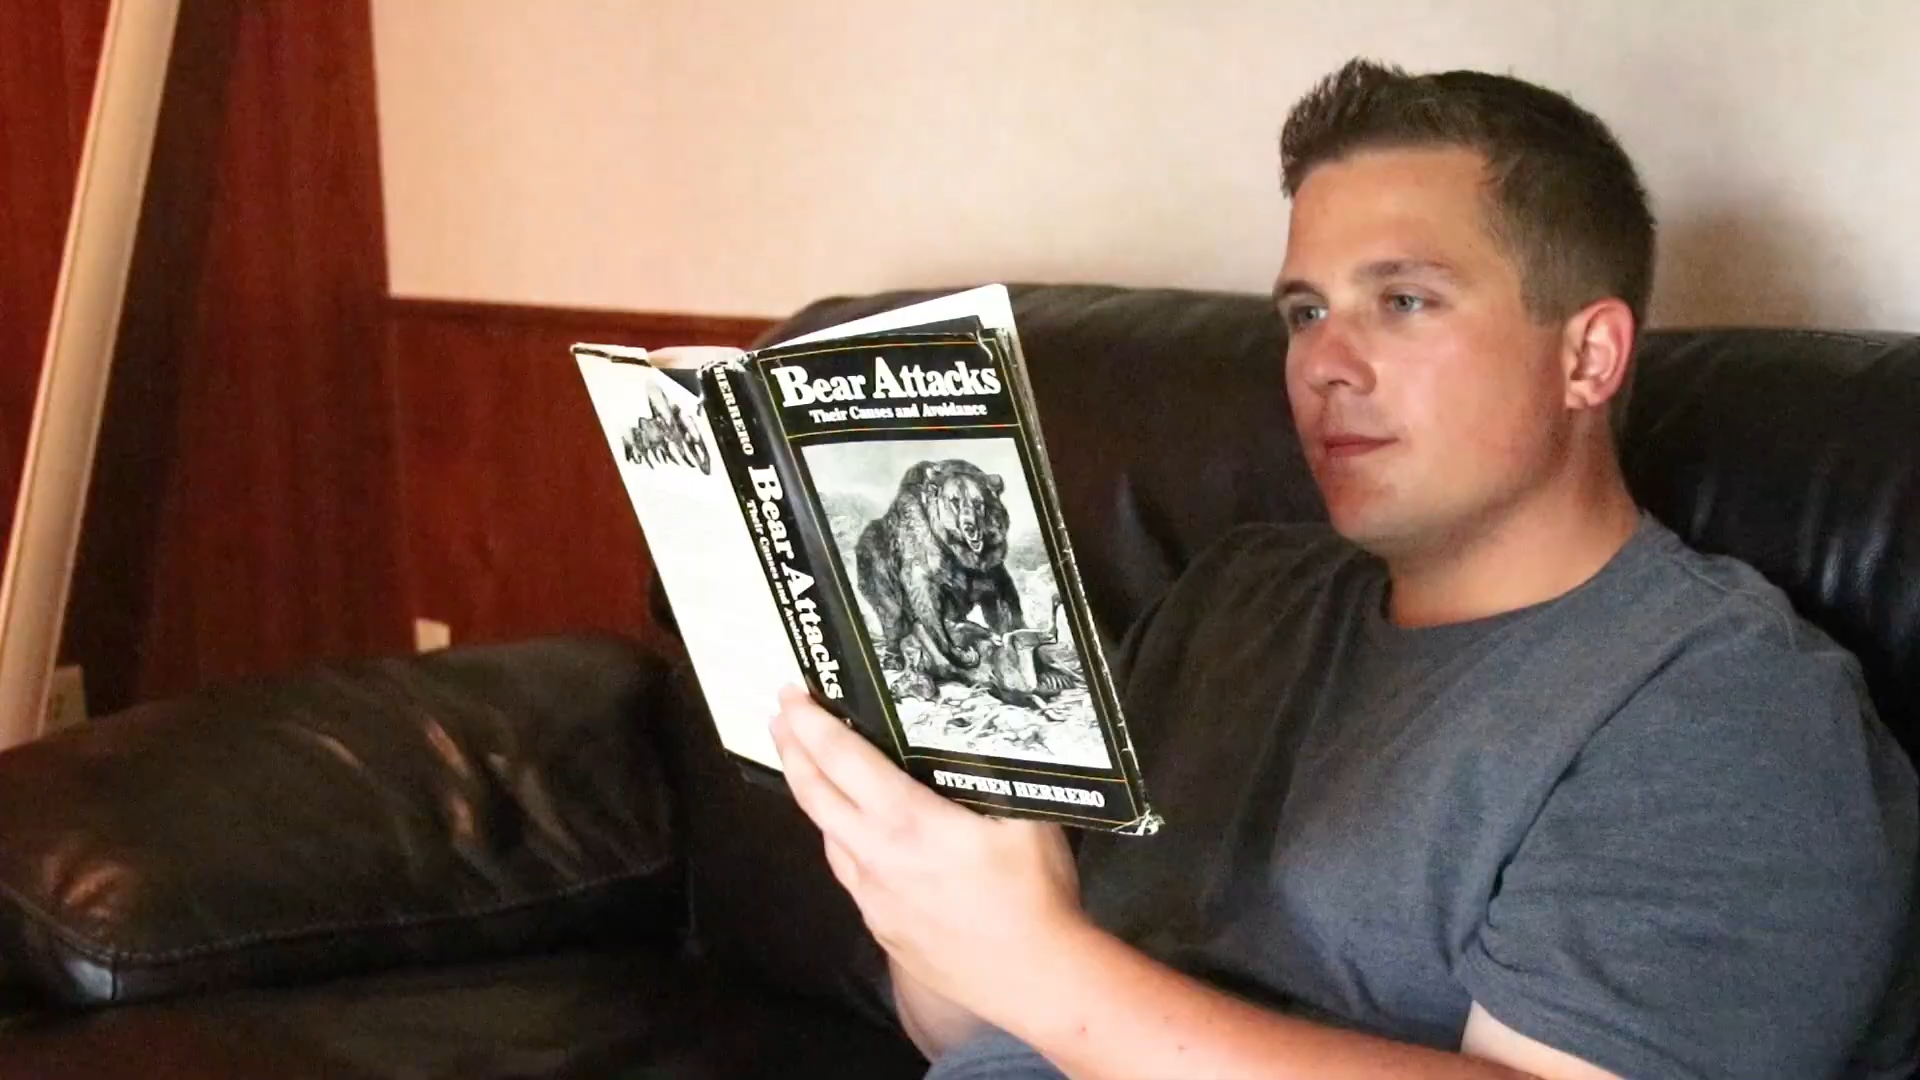 HERRERO
Bear Attacks
Their Causes and Avoidance
Bear Attacks
Their Causes and Avoidance
STEPHEN HERRERO